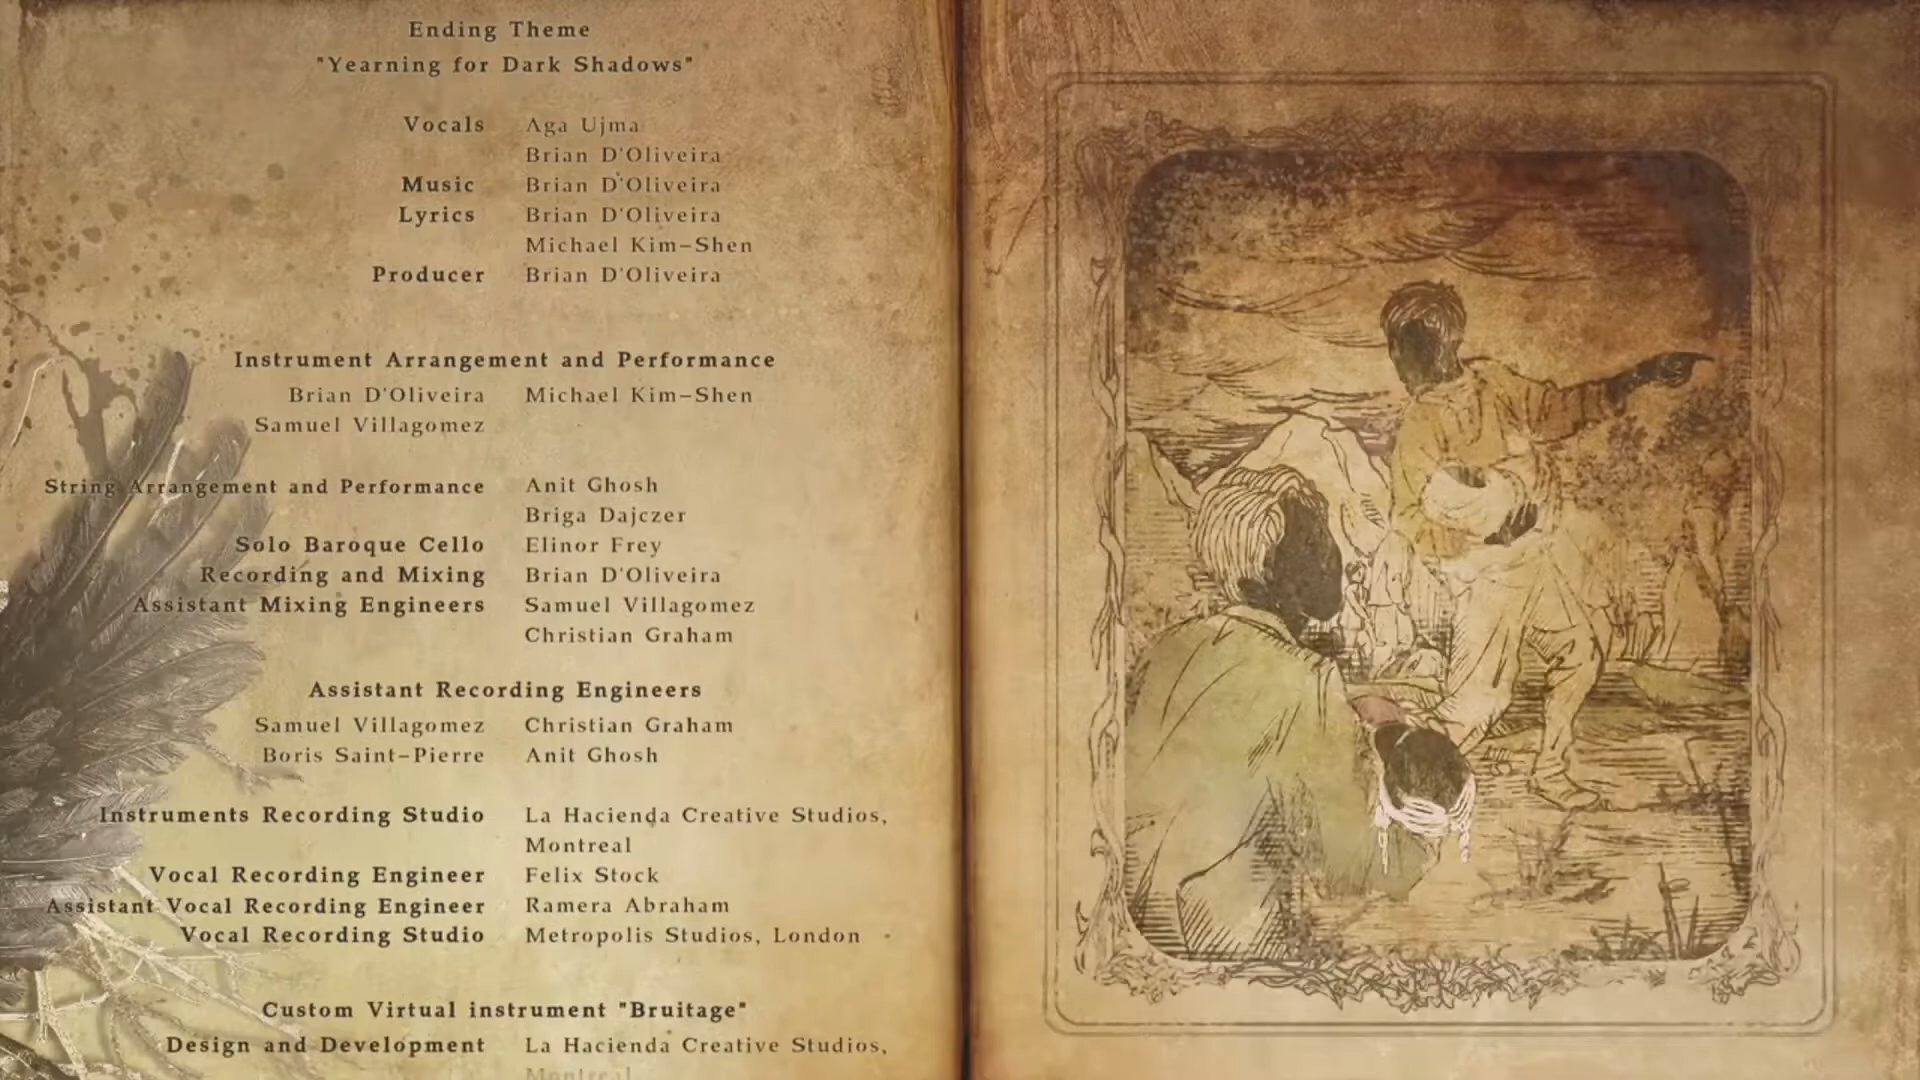 Ending Theme
"Yearning for Dark Shadows"
Vocals Aga Ujma
Brian D'Oliveira
Music Brian D'Oliveira
Lyrics Brian D'Oliveira
Michael Kim-Shen
Producer Brian D'Oliveira
Instrument Arrangement and Performance
Brian D'Oliveira Michael Kim-Shen
Samuel Villagomez
String Arrangement and Performance Anit Ghosh
Briga Dajczer
Solo Baroque Cello Elinor Frey
Recording and Mixing Brian D'Oliveira
Assistant Mixing Engineers Samuel Villagomez
Christian Graham
Assistant Recording Engineers
Samuel Villagomez Christian Graham
Boris Saint-Pierre Anit Ghosh
Instruments Recording Studio La Hacienda Creative Studios,
Montreal
Vocal Recording Engineer Felix Stock
Assistant Vocal Recording Engineer Ramera Abraham
Vocal Recording Studio Metropolis Studios, London
Custom Virtual instrument "Bruitage"
Design and Development La Hacienda Creative Studios,
Montreal